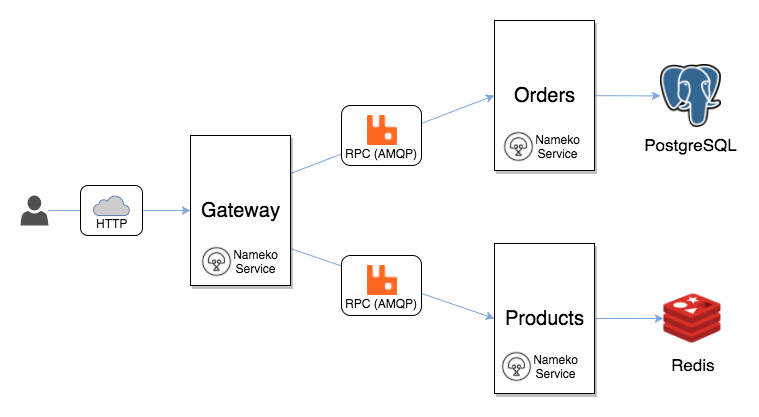 HTTP
Gateway
Nameko
Service
RPC (AMQP)
Orders
Nameko
Service
PostgreSQL
RPC (AMQP)
Products
Nameko
Service
Redis